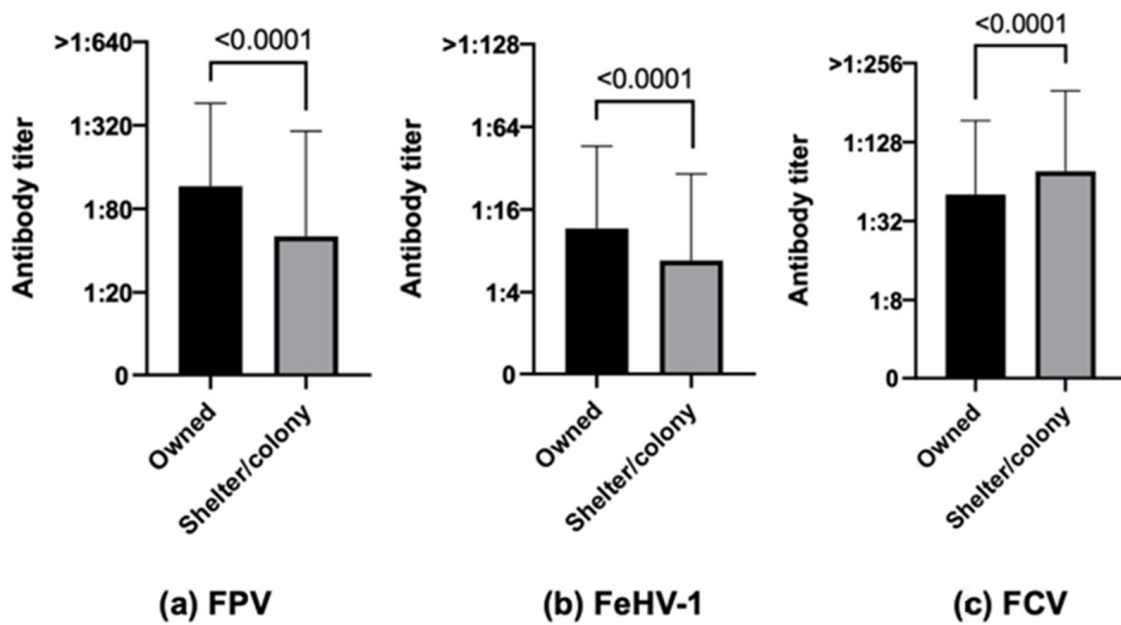 <0.0001
>1:640
1:320
1:80
1:20
0
Antibody titer
Owned
Shelter/colony
(a) FPV
<0.0001
>1:128
1:64
1:16
1:4
0
Antibody titer
Owned
Shelter/colony
(b) FeHV-1
<0.0001
>1:256
1:128
1:32
1:8
0
Antibody titer
Owned
Shelter/colony
(c) FCV